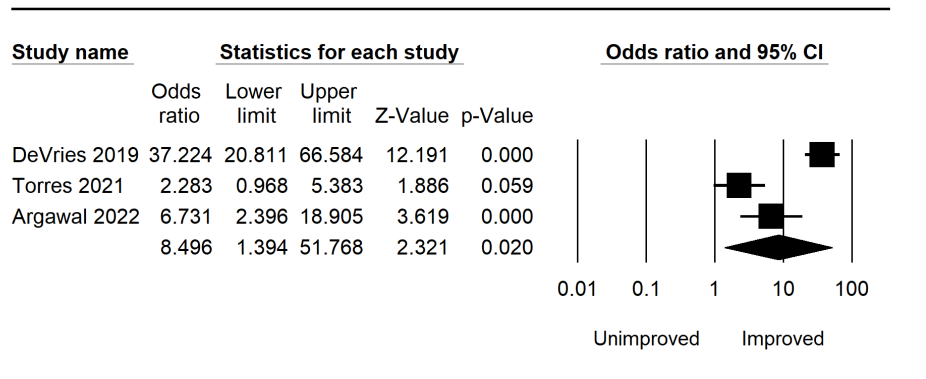 Study name Statistics for each study Odds ratio and 95% CI
Odds Lower Upper
ratio limit limit Z-Value p-Value
DeVries 2019 37.224 20.811 66.584 12.191 0.000
Torres 2021 2.283 0.968 5.383 1.886 0.059
Argawal 2022 6.731 2.396 18.905 3.619 0.000
8.496 1.394 51.768 2.321 0.020
0.01 0.1 1 10 100
Unimproved Improved